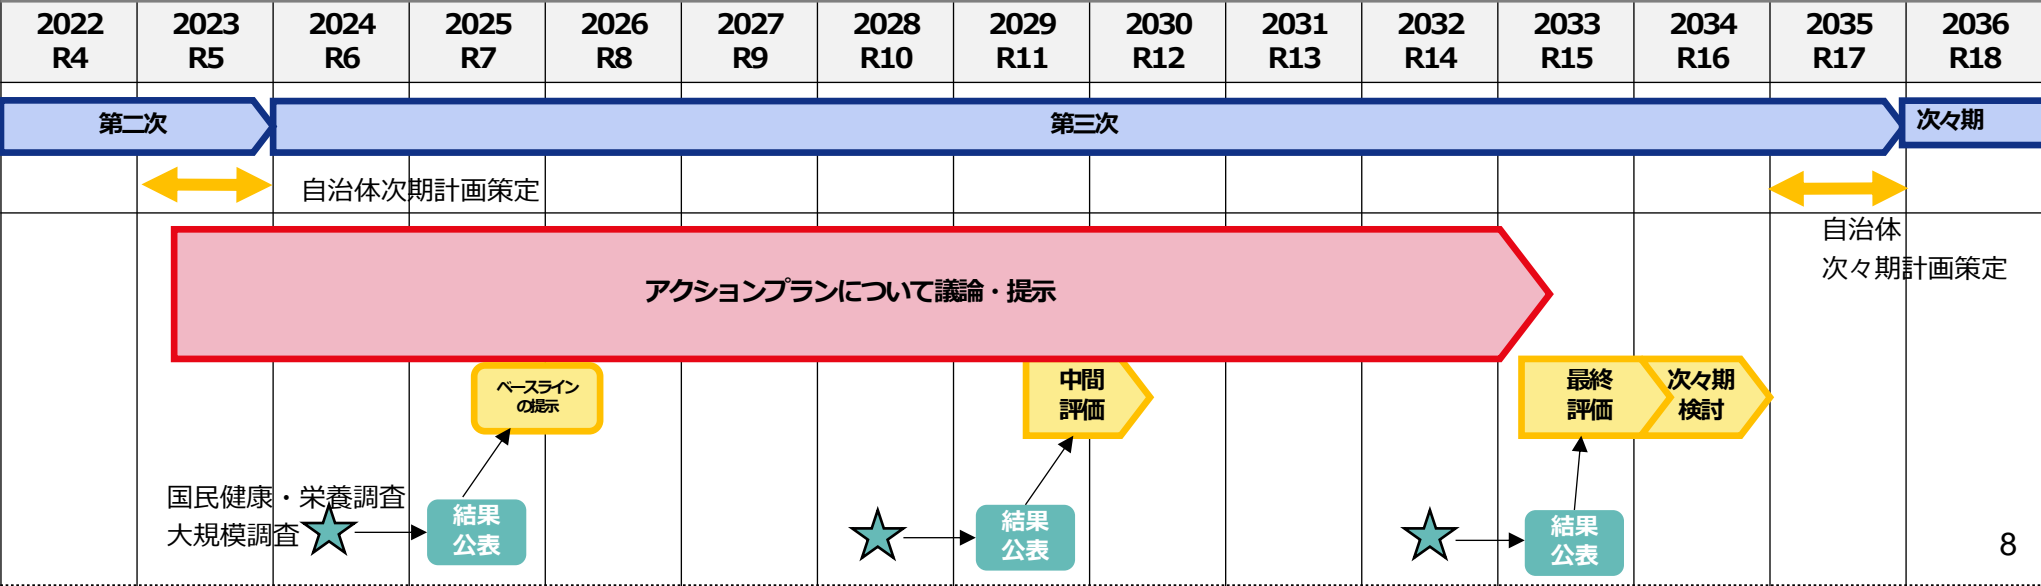 2022 2023 2024 2025 2026 2027 2028 2029 2030 2031 2032 2033 2034 2035 2036
R4 R5 R6 R7 R8 R9 R10 R11 R12 R13 R14 R15 R16 R17 R18
第二次
第三次
次々期
自治体次期計画策定
自治体
次々期計画策定
アクションプランについて議論・提示
ベースライン
の提示
中間
評価
最終
評価
次々期
検討
国民健康・栄養調査
大規模調査
結果
公表
結果
公表
結果
公表
8